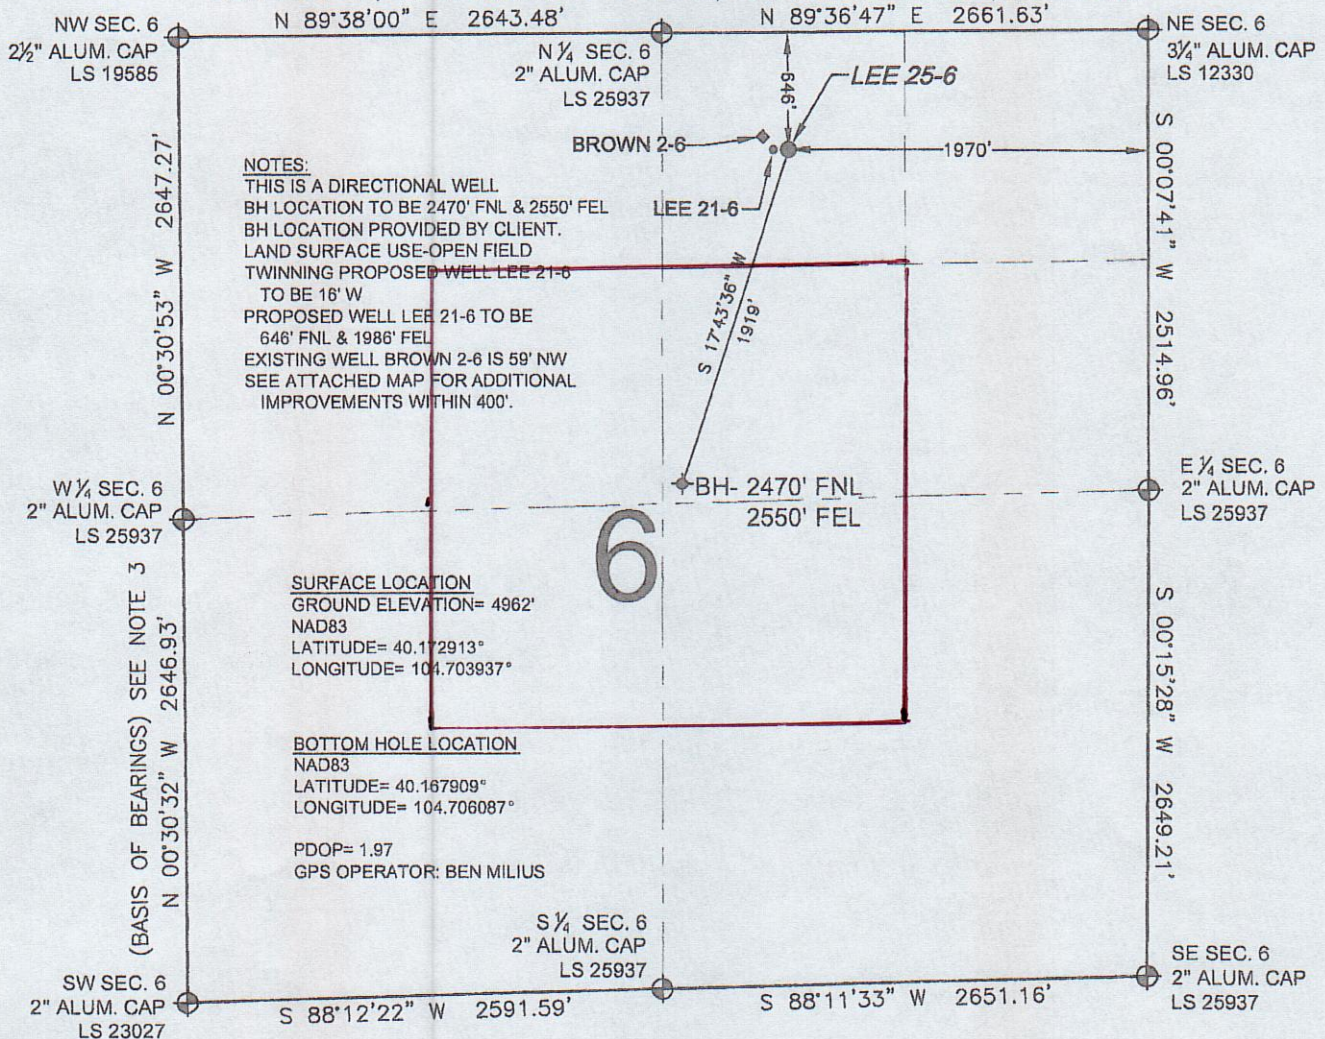 N 89°38'00" E 2643.48'
N 89°36'47" E 2661.63'
NW SEC. 6
2½" ALUM. CAP
LS 19585
N ¼ SEC. 6
2" ALUM. CAP
LS 25937
NE SEC. 6
3¼" ALUM. CAP
LS 12330
646'
LEE 25-6
BROWN 2-6
1970'
LEE 21-6
N 00°30'53" W 2647.27'
S 00°07'41" W 2514.96'
NOTES:
THIS IS A DIRECTIONAL WELL
BH LOCATION TO BE 2470' FNL & 2550' FEL
BH LOCATION PROVIDED BY CLIENT.
LAND SURFACE USE-OPEN FIELD
TWINNING PROPOSED WELL LEE 21-6
TO BE 16' W
PROPOSED WELL LEE 21-6 TO BE
646' FNL & 1986' FEL
EXISTING WELL BROWN 2-6 IS 59' NW
SEE ATTACHED MAP FOR ADDITIONAL
IMPROVEMENTS WITHIN 400'.
S 17°43'36" W
1919'
W ¼ SEC. 6
2" ALUM. CAP
LS 25937
BH- 2470' FNL
2550' FEL
E ¼ SEC. 6
2" ALUM. CAP
LS 25937
6
SURFACE LOCATION
GROUND ELEVATION= 4962'
NAD83
LATITUDE= 40.172913°
LONGITUDE= 104.703937°
(BASIS OF BEARINGS) SEE NOTE 3
N 00°30'32" W 2646.93'
S 00°15'28" W 2649.21'
BOTTOM HOLE LOCATION
NAD83
LATITUDE= 40.167909°
LONGITUDE= 104.706087°
PDOP= 1.97
GPS OPERATOR: BEN MILIUS
S ¼ SEC. 6
2" ALUM. CAP
LS 25937
SW SEC. 6
2" ALUM. CAP
LS 23027
SE SEC. 6
2" ALUM. CAP
LS 25937
S 88°12'22" W 2591.59'
S 88°11'33" W 2651.16'